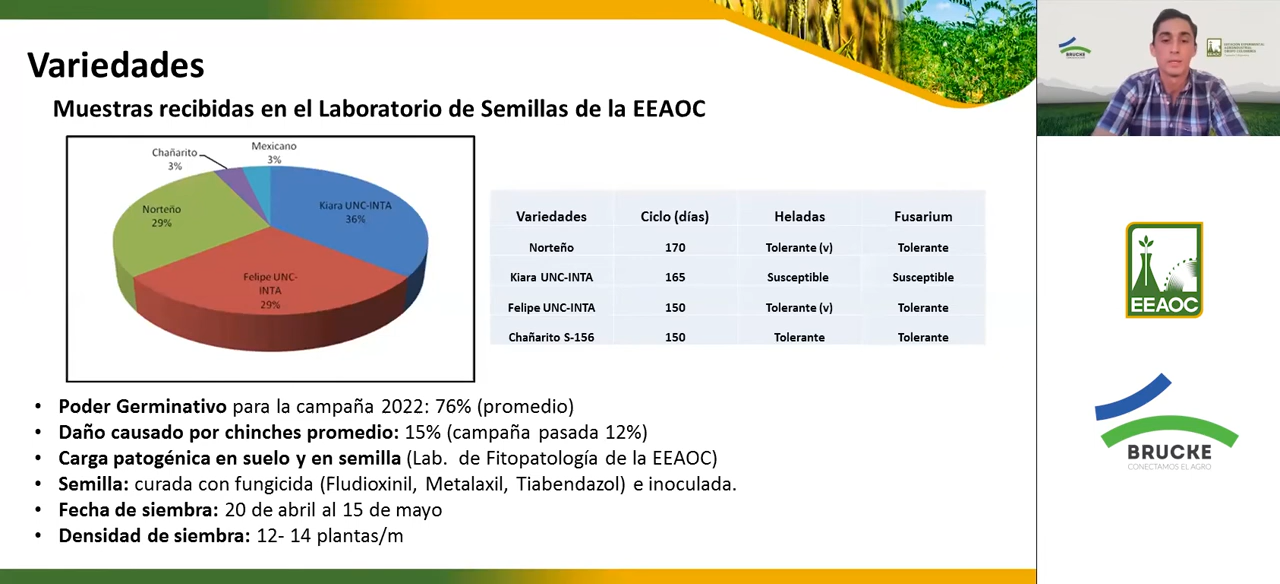 Variedades
Muestras recibidas en el Laboratorio de Semillas de la EEAOC
Chañarito
3%
Mexicano
3%
Norteño
29%
Kiara UNC-INTA
36%
Felipe UNC-
INTA
29%
Variedades Ciclo (días) Heladas Fusarium
Norteño 170 Tolerante (v) Tolerante
Kiara UNC-INTA 165 Susceptible Susceptible
Felipe UNC-INTA 150 Tolerante (v) Tolerante
Chañarito S-156 150 Tolerante Tolerante
• Poder Germinativo para la campaña 2022: 76% (promedio)
• Daño causado por chinches promedio: 15% (campaña pasada 12%)
• Carga patogénica en suelo y en semilla (Lab. de Fitopatología de la EEAOC)
• Semilla: curada con fungicida (Fludioxinil, Metalaxil, Tiabendazol) e inoculada.
• Fecha de siembra: 20 de abril al 15 de mayo
• Densidad de siembra: 12- 14 plantas/m
BRUCKE
EEAOC
BRUCKE
CONECTAMOS EL AGRO